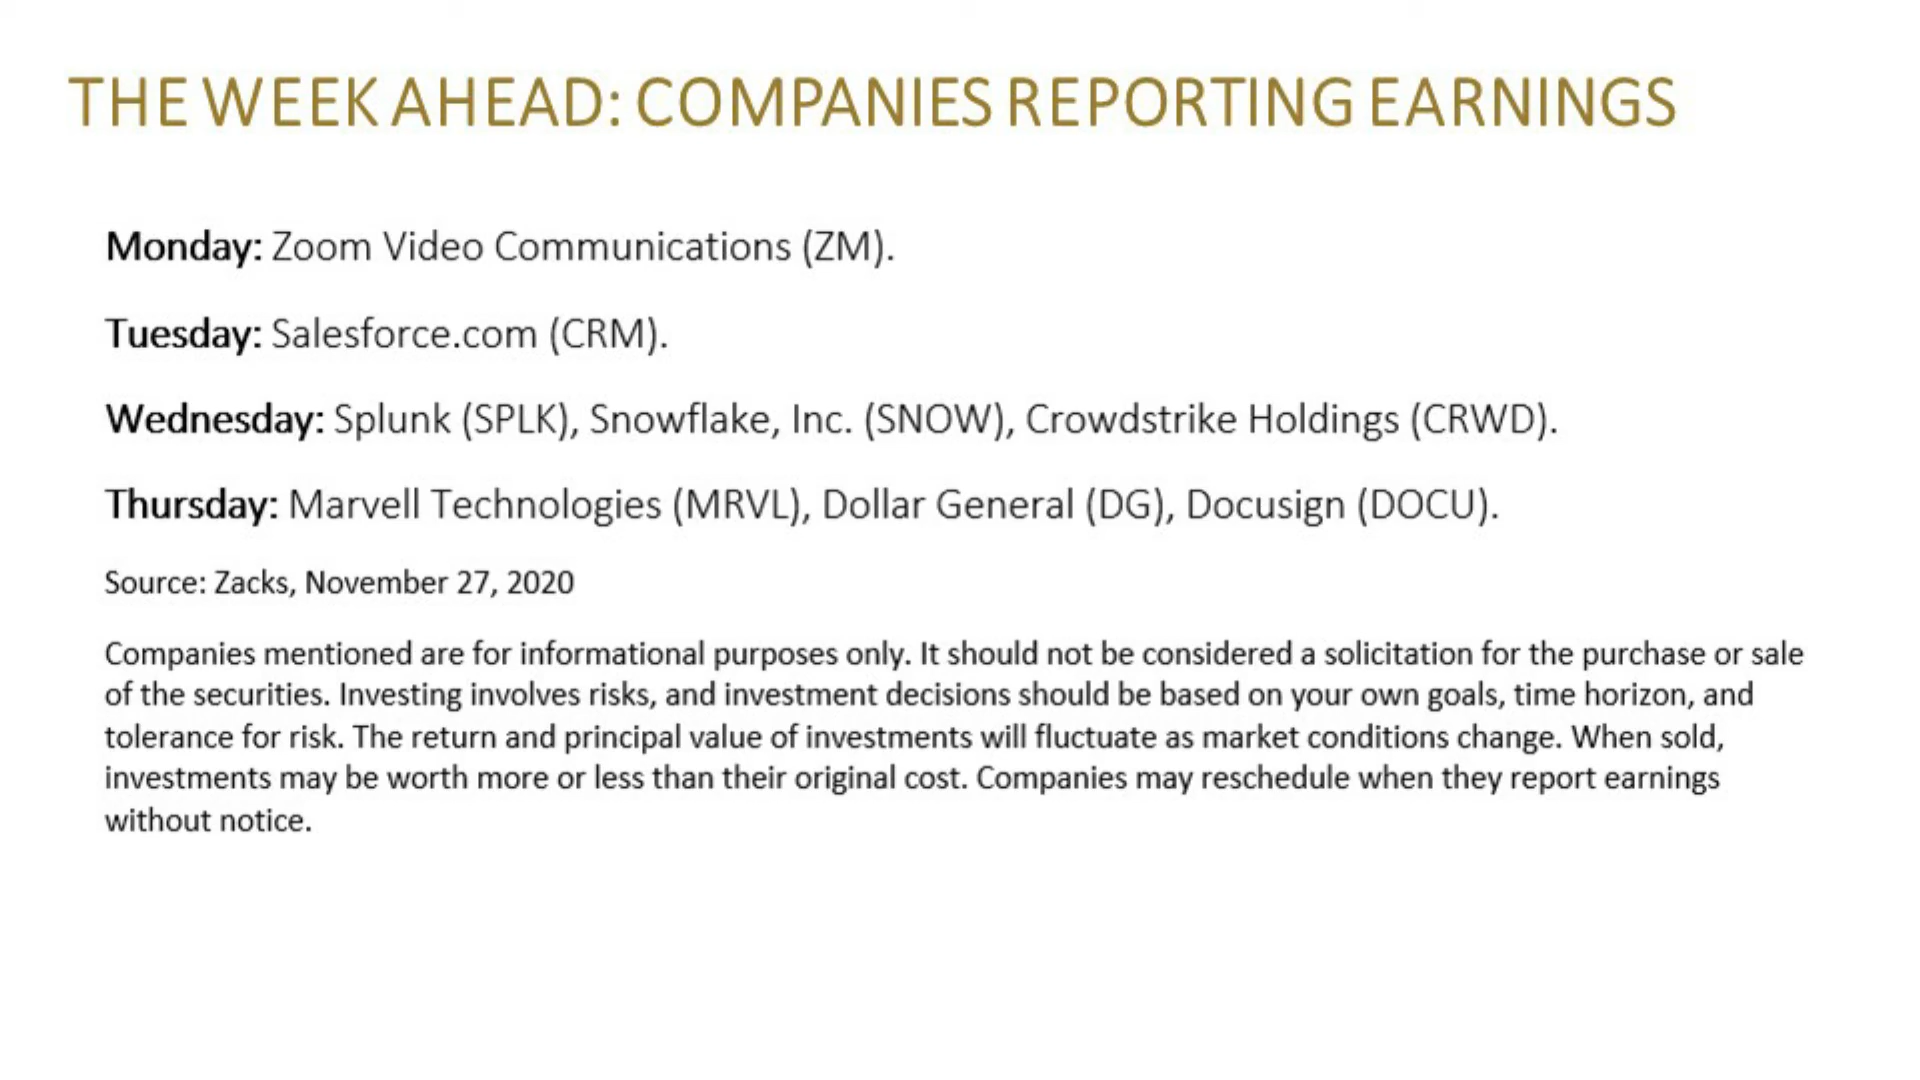 THE WEEK AHEAD: COMPANIES REPORTING EARNINGS
Monday: Zoom Video Communications (ZM).
Tuesday: Salesforce.com (CRM).
Wednesday: Splunk (SPLK), Snowflake, Inc. (SNOW), Crowdstrike Holdings (CRWD).
Thursday: Marvell Technologies (MRVL), Dollar General (DG), Docusign (DOCU).
Source: Zacks, November 27, 2020
Companies mentioned are for informational purposes only. It should not be considered a solicitation for the purchase or sale
of the securities. Investing involves risks, and investment decisions should be based on your own goals, time horizon, and
tolerance for risk. The return and principal value of investments will fluctuate as market conditions change. When sold,
investments may be worth more or less than their original cost. Companies may reschedule when they report earnings
without notice.